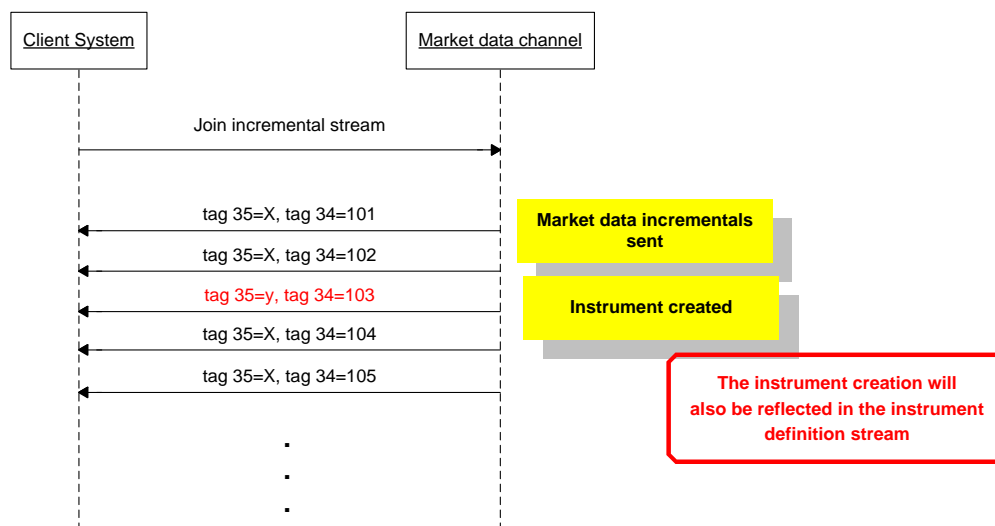 Client System
Market data channel
Join incremental stream
tag 35=X, tag 34=101
Market data incrementals
sent
tag 35=X, tag 34=102
tag 35=y, tag 34=103
Instrument created
tag 35=X, tag 34=104
tag 35=X, tag 34=105
The instrument creation will
also be reflected in the instrument
definition stream
.
.
.